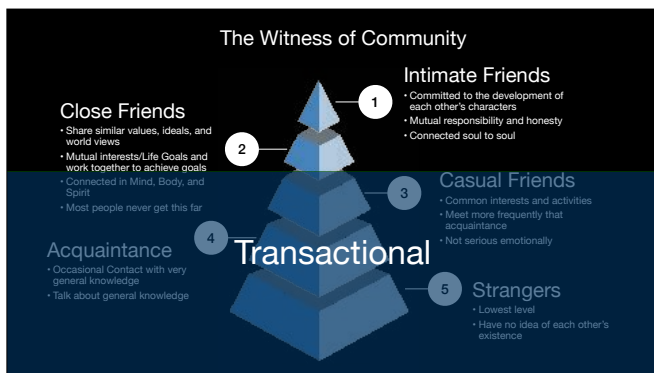 The Witness of Community
Intimate Friends
• Committed to the development of
each other's characters
• Mutual responsibility and honesty
• Connected soul to soul
1
Close Friends
• Share similar values, ideals, and
world views
• Mutual interests/Life Goals and
work together to achieve goals
• Connected in Mind, Body, and
Spirit
• Most people never get this far
2
Casual Friends
• Common interests and activities
• Meet more frequently that
acquaintance
• Not serious emotionally
3
Acquaintance
• Occasional Contact with very
general knowledge
• Talk about general knowledge
4
Transactional
5
Strangers
• Lowest level
• Have no idea of each other's
existence